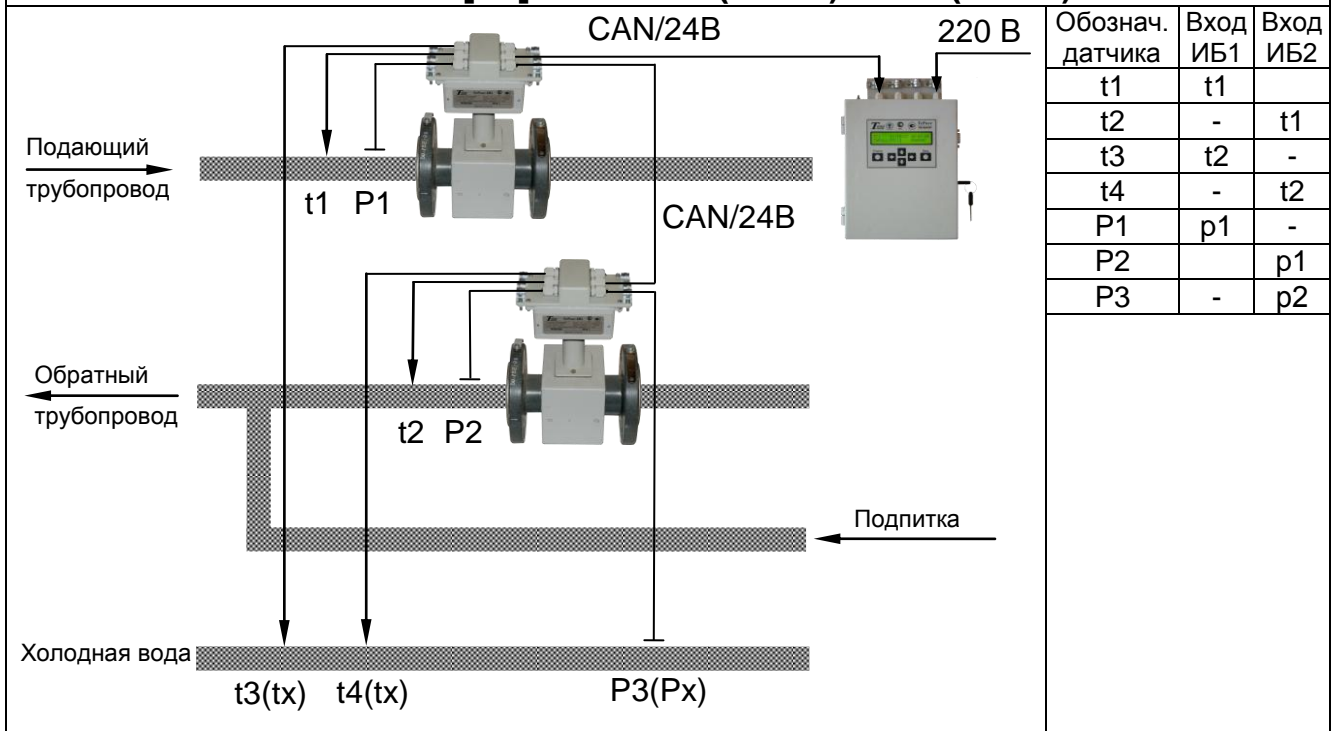 CAN/24В
220 В
Подающий
трубопровод
t1 P1
CAN/24В
Обратный
трубопровод
t2 P2
Подпитка
Холодная вода
t3(tx) t4(tx) P3(Px)
Обознач. датчика Вход ИБ1 Вход ИБ2
t1 t1
t2 - t1
t3 t2 -
t4 - t2
P1 p1 -
P2 p1
P3 - p2